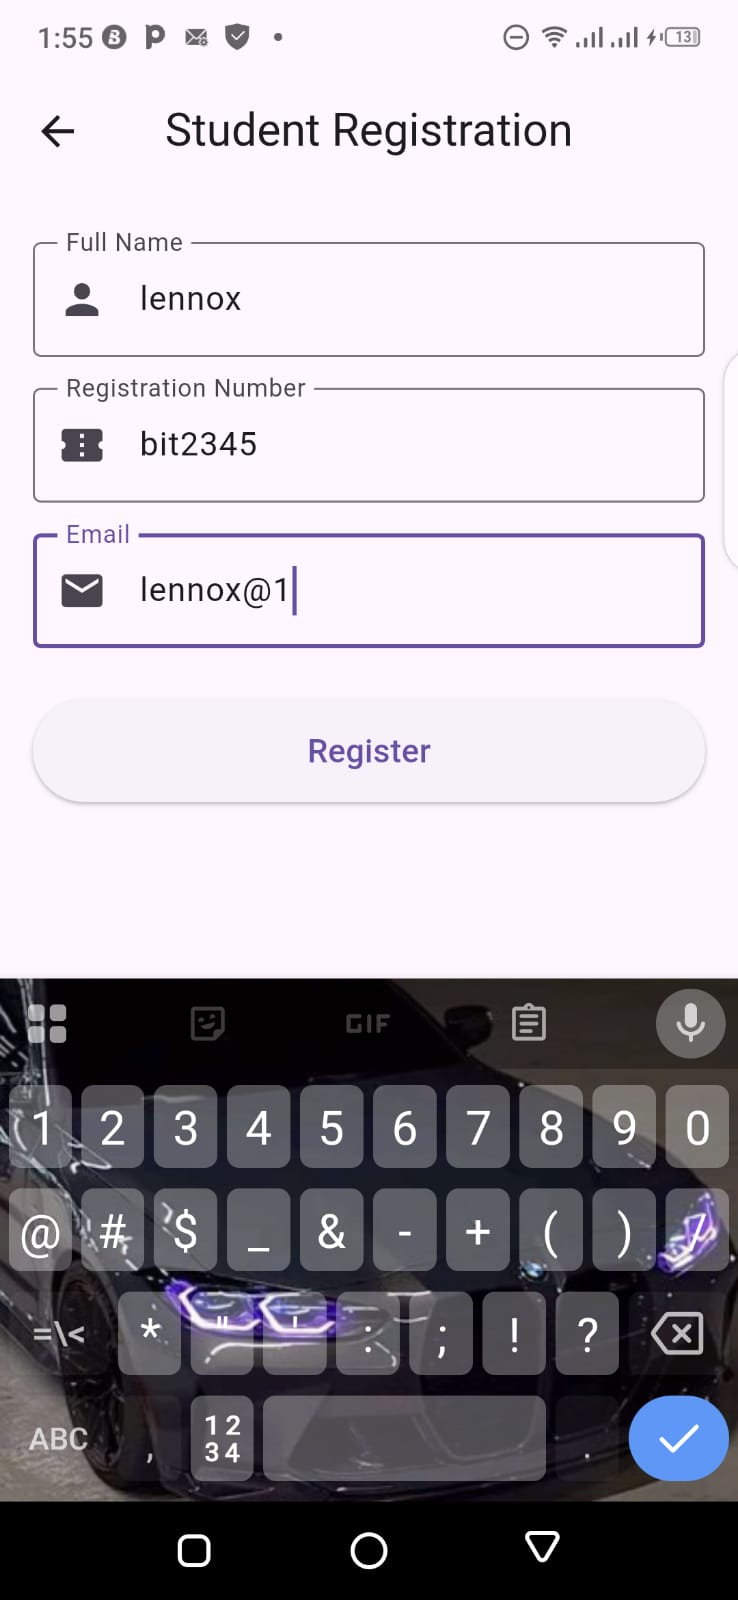 1:55
13
Student Registration
Full Name
lennox
Registration Number
bit2345
Email
lennox@1
Register
GIF
1 2 3 4 5 6 7 8 9 0
@ # $ _ & - + ( ) /
=\< * " ' : ; ! ?
ABC , 12 34 .